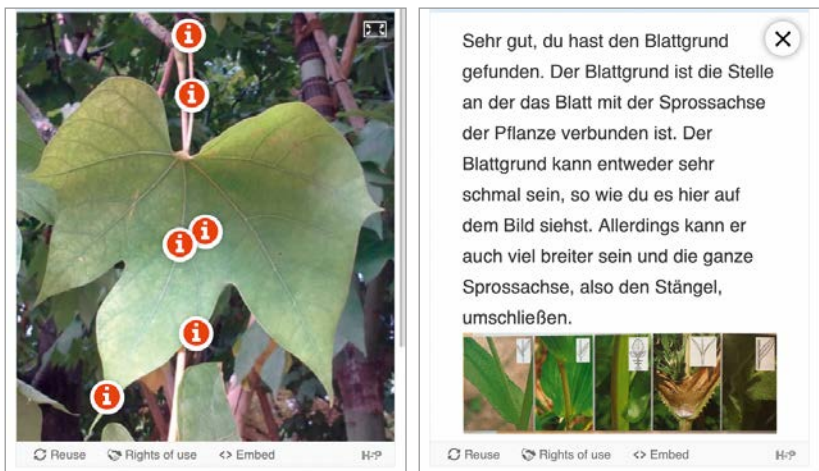 Reuse Rights of use <> Embed H-P
Sehr gut, du hast den Blattgrund
gefunden. Der Blattgrund ist die Stelle
an der das Blatt mit der Sprossachse
der Pflanze verbunden ist. Der
Blattgrund kann entweder sehr
schmal sein, so wie du es hier auf
dem Bild siehst. Allerdings kann er
auch viel breiter sein und die ganze
Sprossachse, also den Stängel,
umschließen.
Reuse Rights of use <> Embed H-P